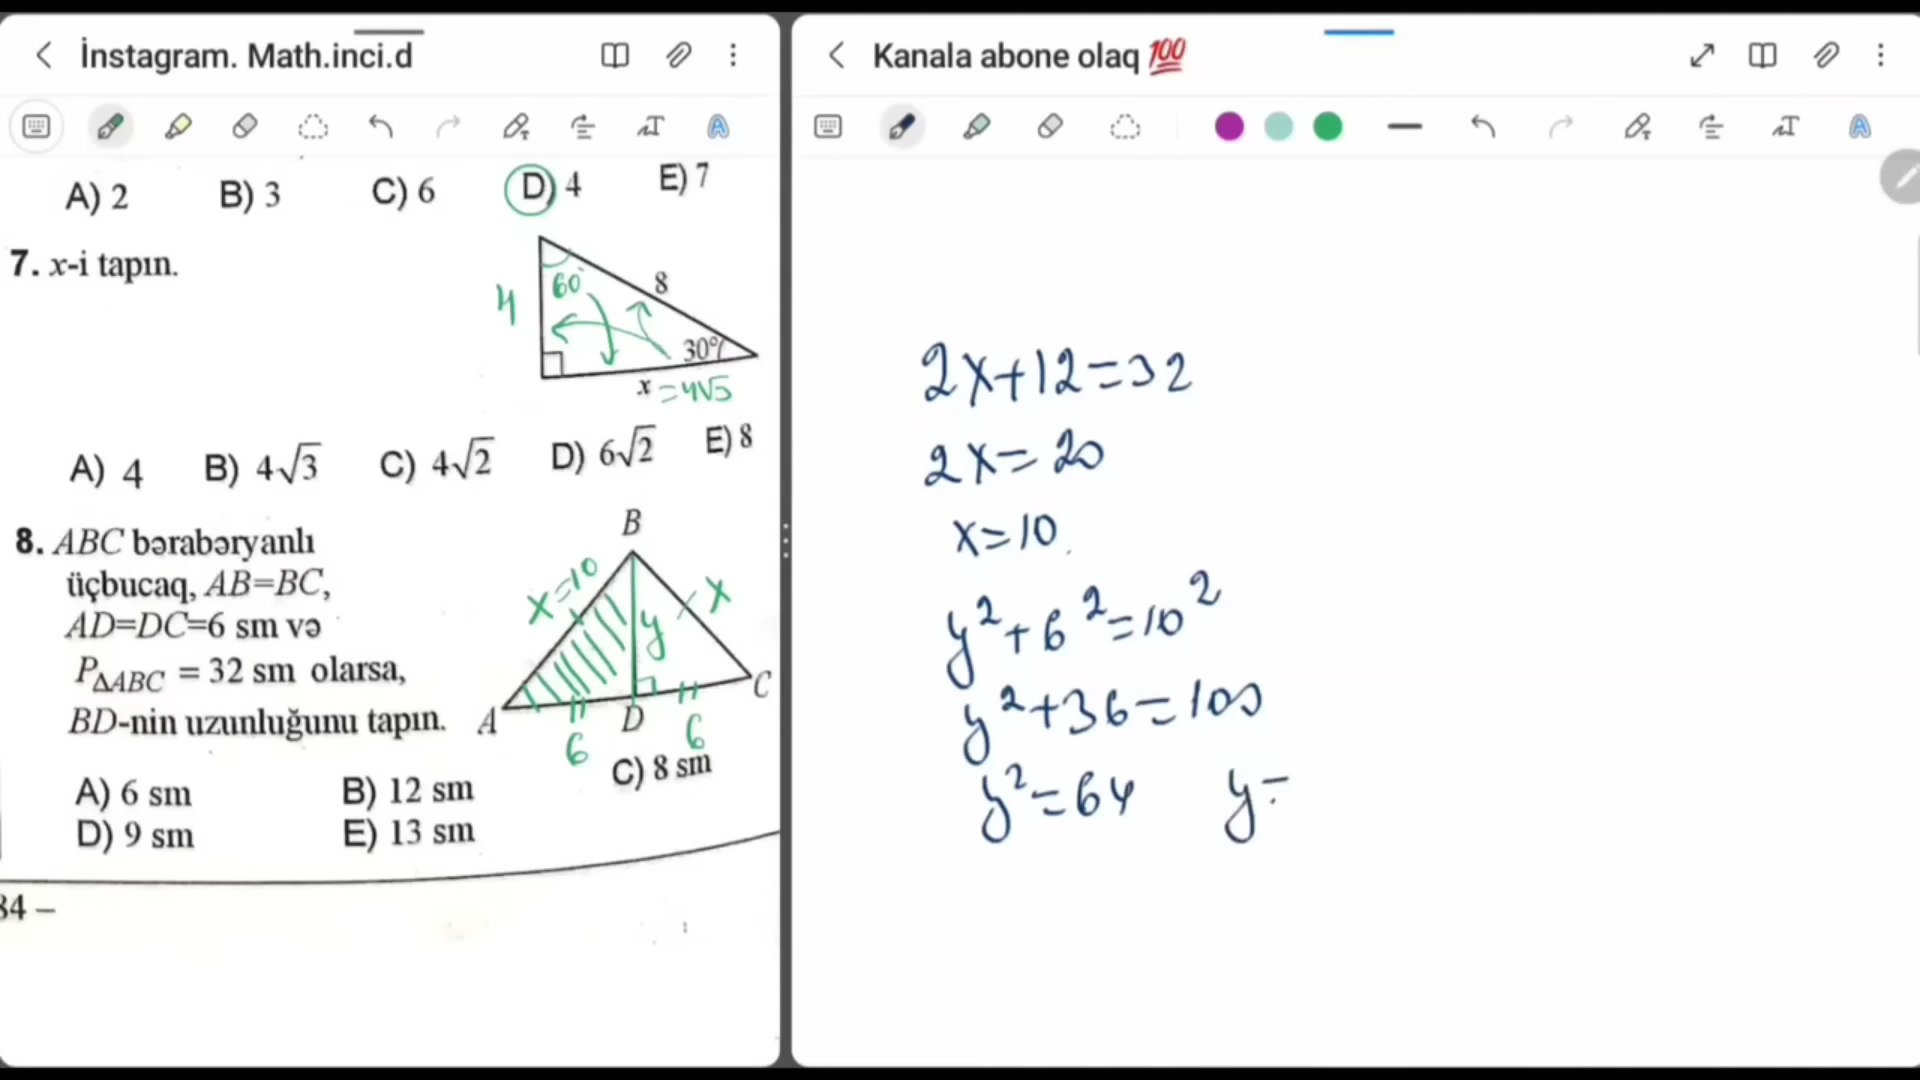 İnstagram. Math.inci.d
A) 2 B) 3 C) 6 D) 4 E) 7
7. x-i tapın.
60°
8
4
30°
x = 4√3
A) 4 B) 4√3 C) 4√2 D) 6√2 E) 8
8. ABC bərabəryanlı
üçbucaq, AB=BC,
AD=DC=6 sm və
P△ABC = 32 sm olarsa,
BD-nin uzunluğunu tapın.
B
x=10
x
y
A
D
C
6
6
A) 6 sm B) 12 sm C) 8 sm
D) 9 sm E) 13 sm
34 –
Kanala abone olaq 💯
2x+12=32
2x=20
x=10
y²+6²=10²
y²+36=100
y²=64 y=